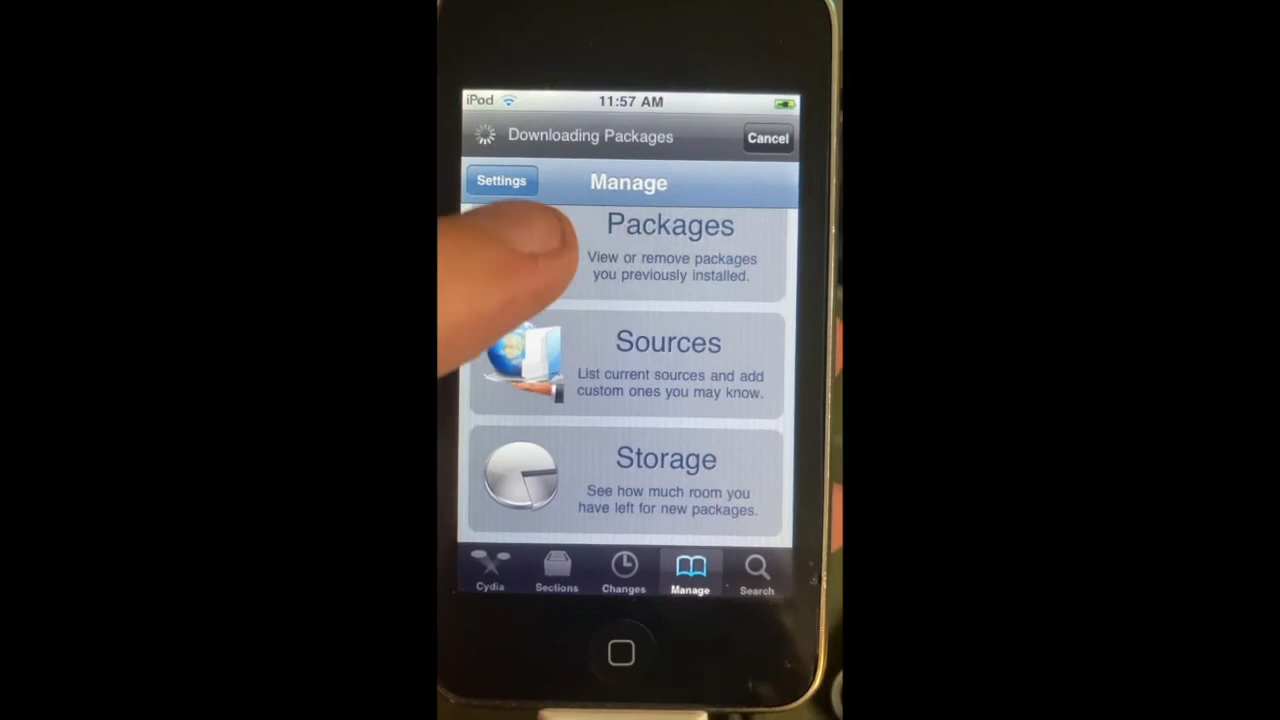 iPod 11:57 AM
Downloading Packages Cancel
Settings Manage
Packages
View or remove packages
you previously installed.
Sources
List current sources and add
custom ones you may know.
Storage
See how much room you
have left for new packages.
Cydia Sections Changes Manage Search